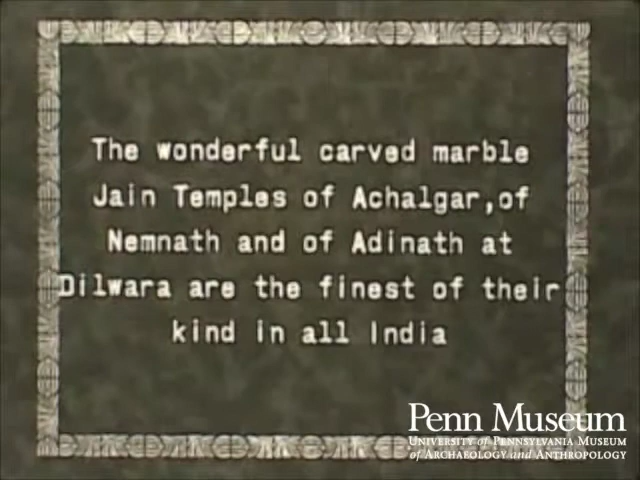 The wonderful carved marble
Jain Temples of Achalgar,of
Nemnath and of Adinath at
Dilwara are the finest of their
kind in all India
Penn Museum
University of Pennsylvania Museum
of Archaeology and Anthropology